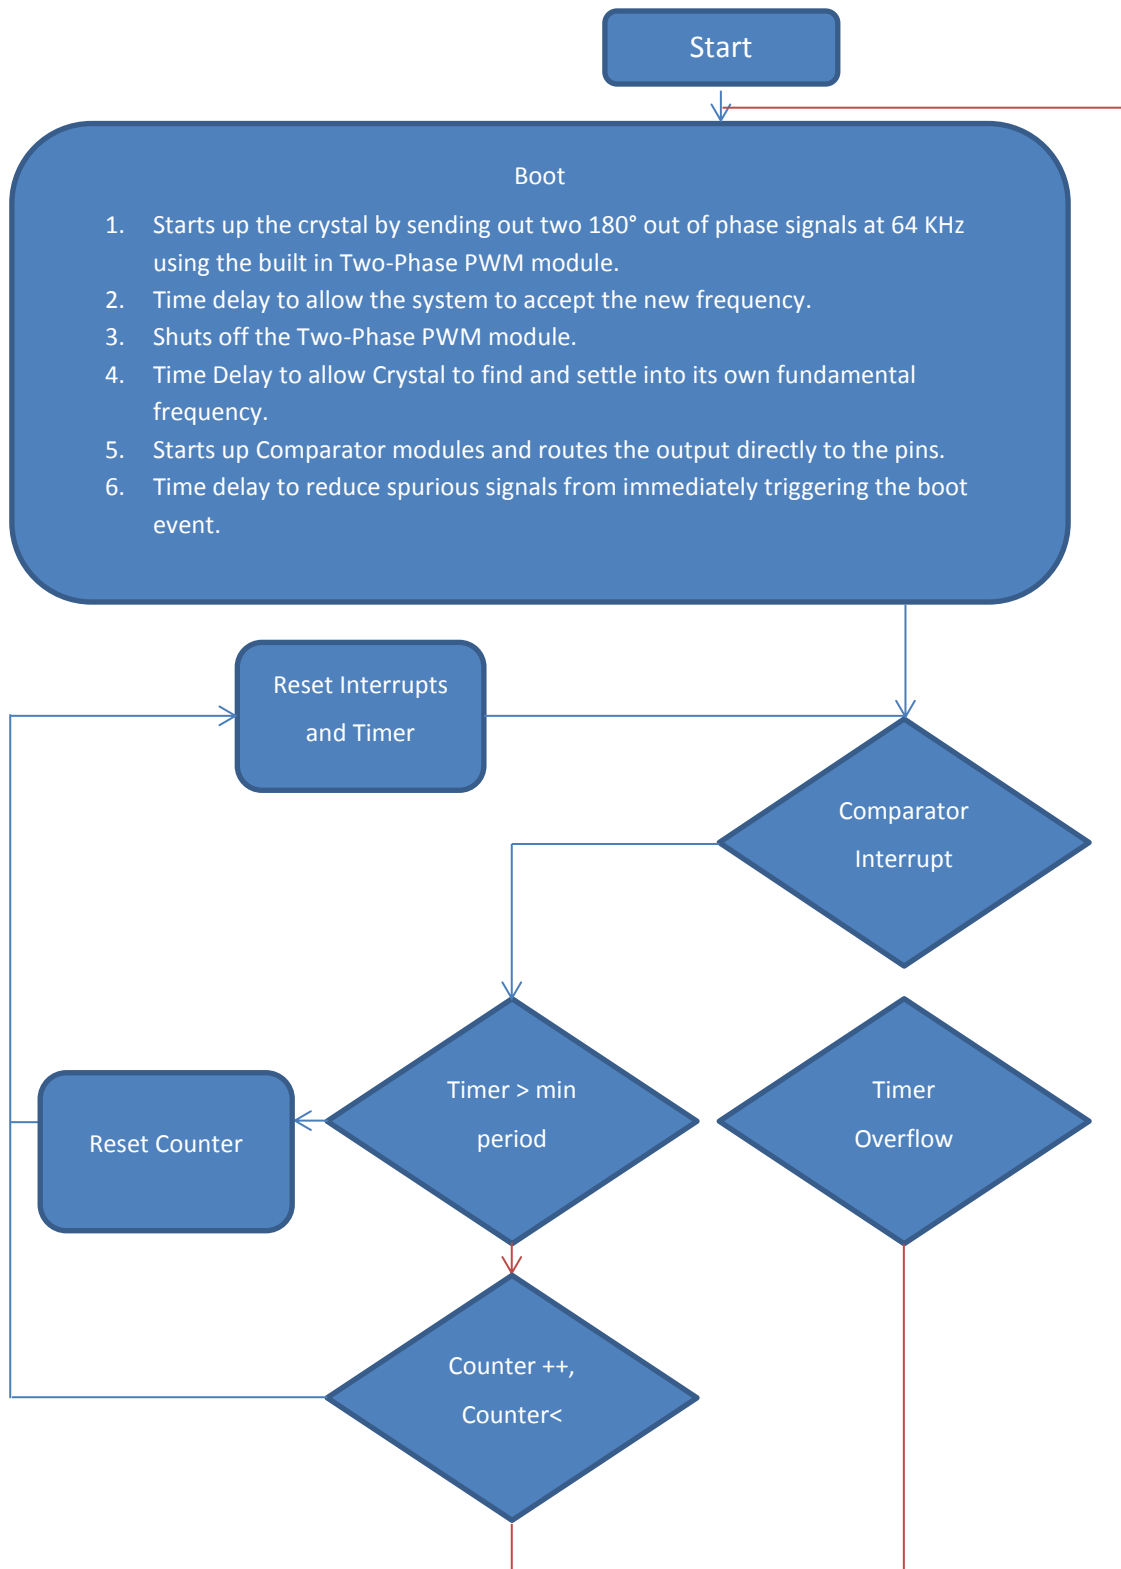 Start
Boot
1. Starts up the crystal by sending out two 180° out of phase signals at 64 KHz
using the built in Two-Phase PWM module.
2. Time delay to allow the system to accept the new frequency.
3. Shuts off the Two-Phase PWM module.
4. Time Delay to allow Crystal to find and settle into its own fundamental
frequency.
5. Starts up Comparator modules and routes the output directly to the pins.
6. Time delay to reduce spurious signals from immediately triggering the boot
event.
Reset Interrupts
and Timer
Comparator
Interrupt
Timer > min
period
Timer
Overflow
Reset Counter
Counter ++,
Counter<